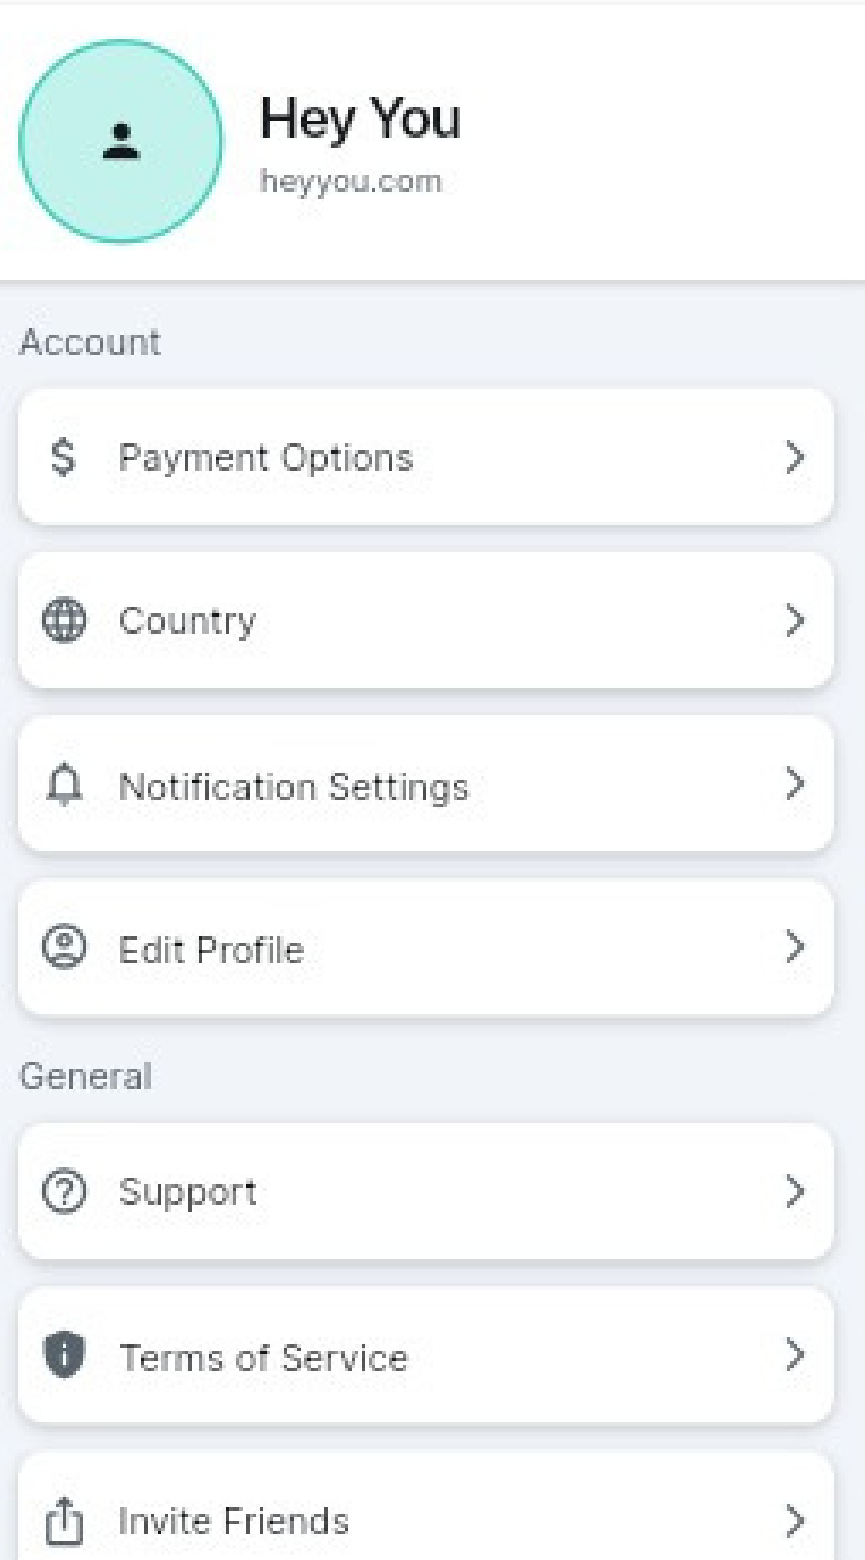 Hey You
heyyou.com
Account
Payment Options
Country
Notification Settings
Edit Profile
General
Support
Terms of Service
Invite Friends